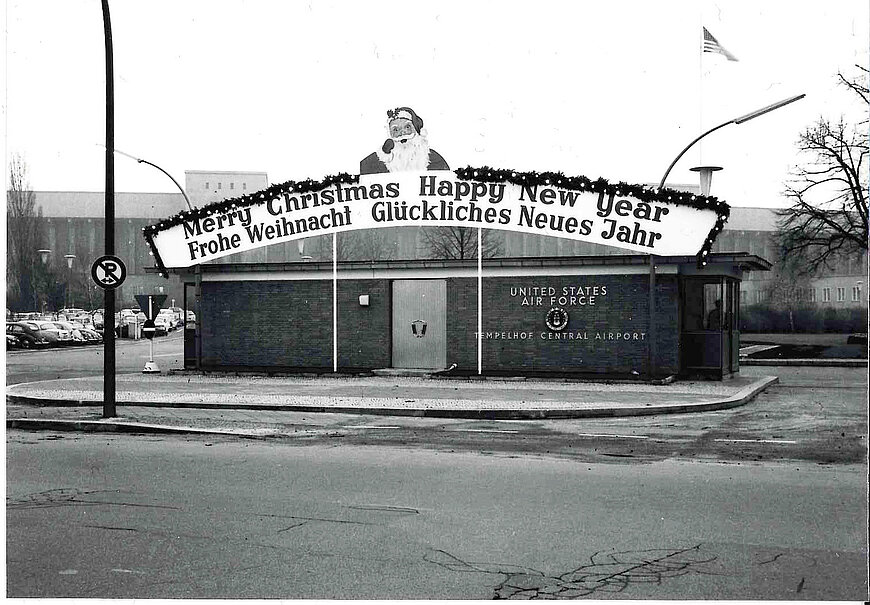 Merry Christmas Happy New Year
Frohe Weihnacht Glückliches Neues Jahr
UNITED STATES
AIR FORCE
TEMPELHOF CENTRAL AIRPORT
P